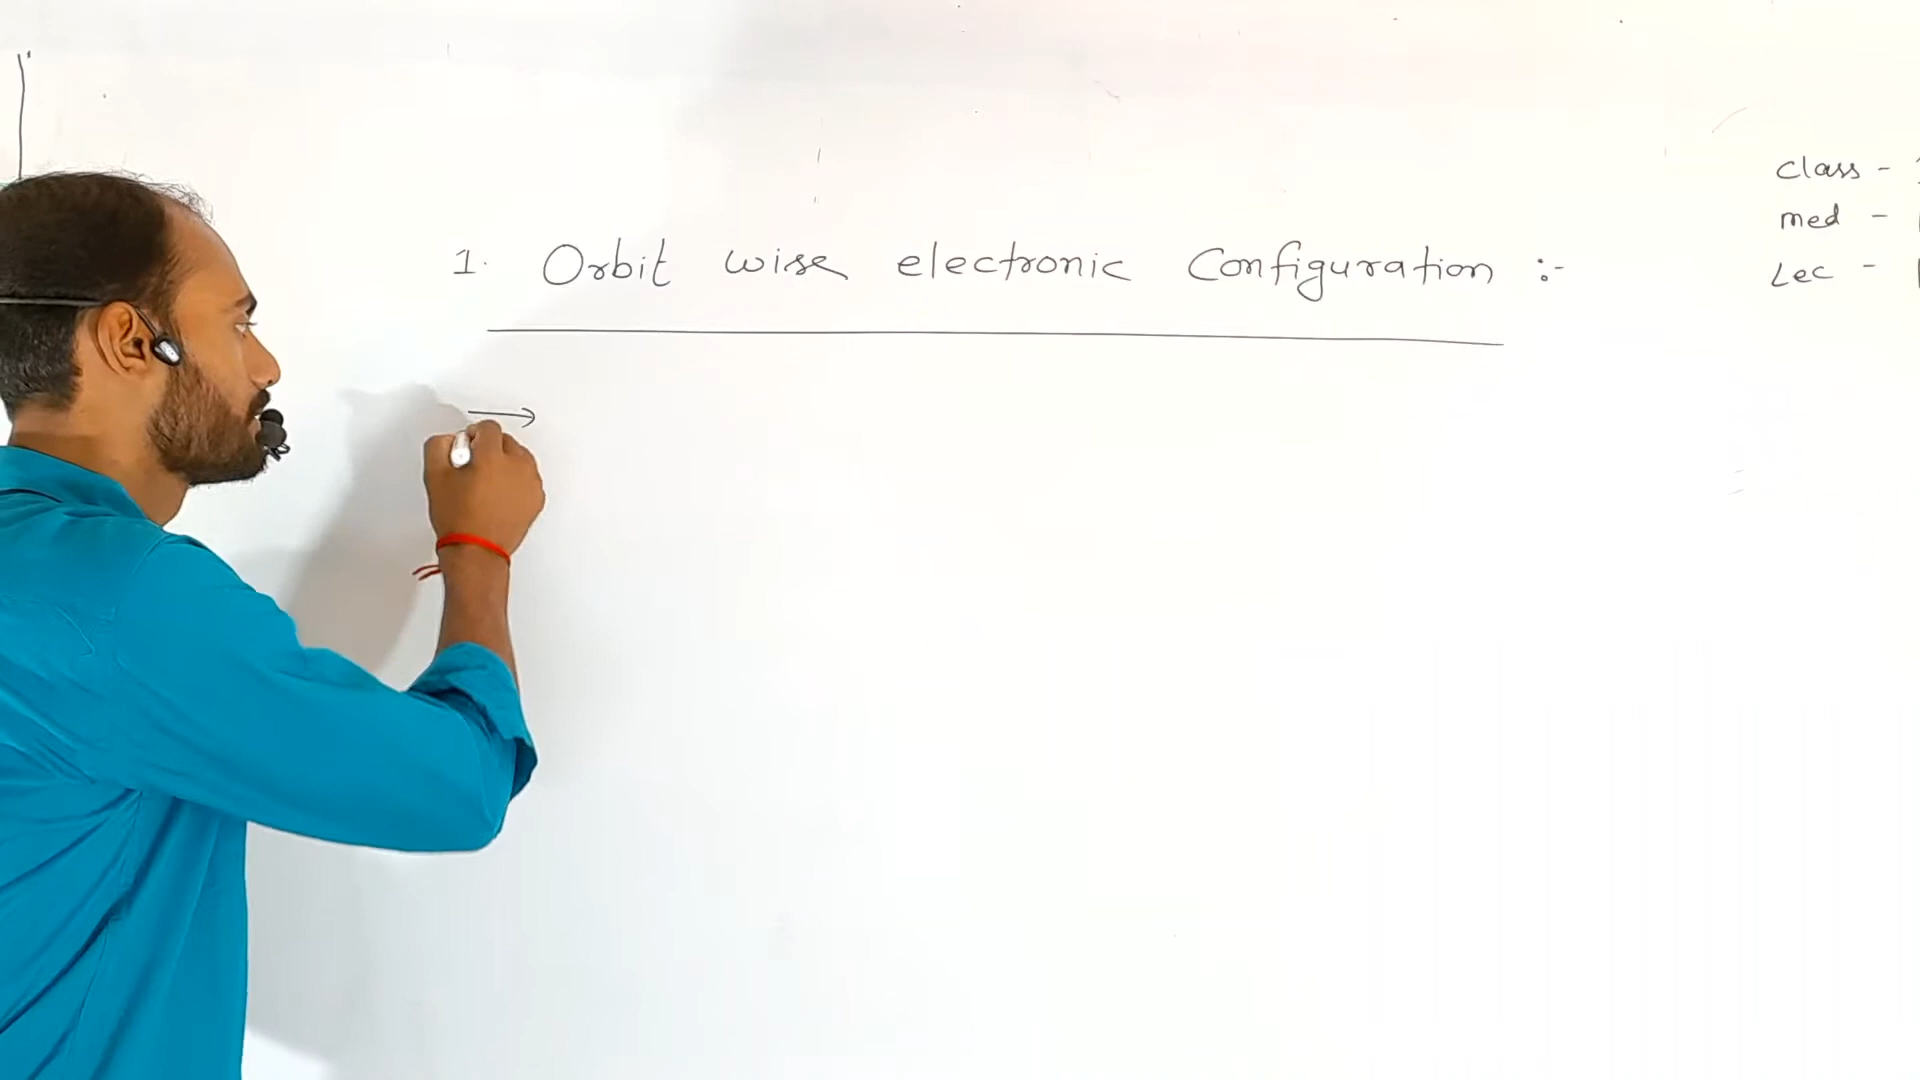 1. Orbit wise electronic Configuration :-
→
Class -
med -
Lec -